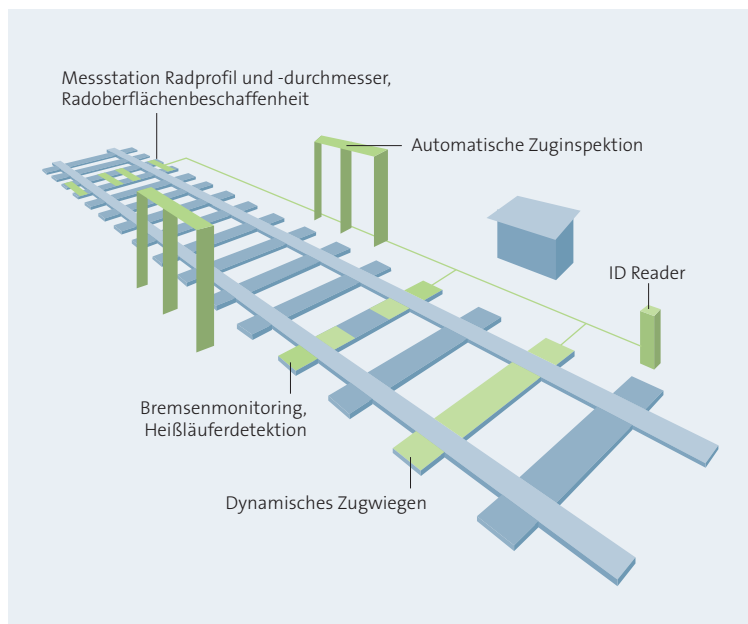 Messstation Radprofil und -durchmesser,
Radoberflächenbeschaffenheit
Automatische Zuginspektion
ID Reader
Bremsenmonitoring,
Heißläuferdetektion
Dynamisches Zugwiegen